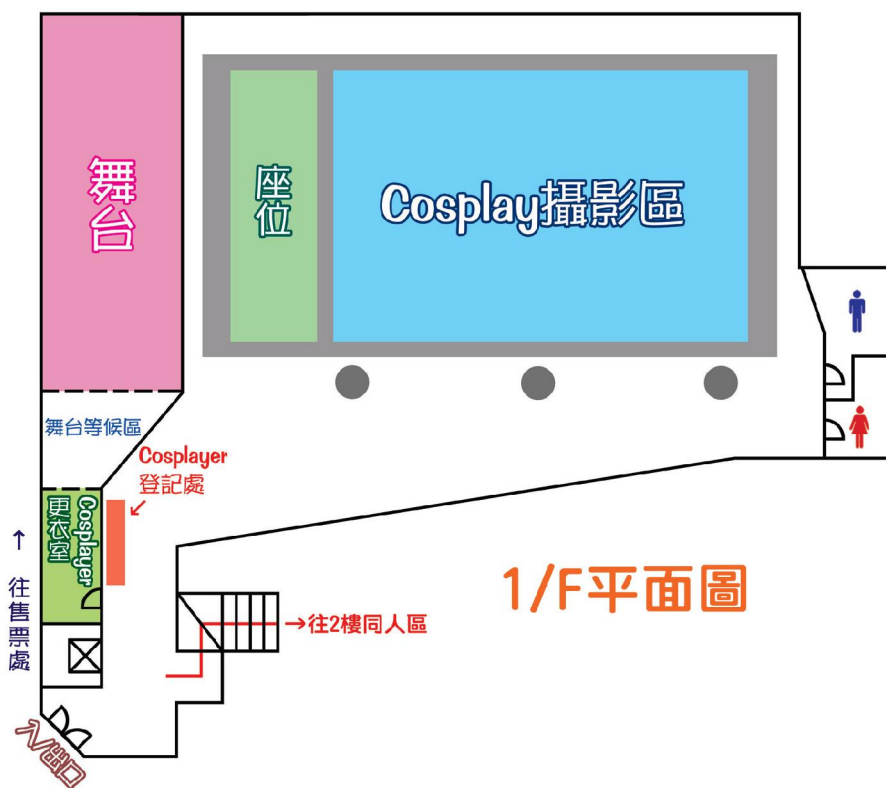 舞台
座位
Cosplay攝影區
舞台等候區
Cosplayer
登記處
Cosplayer
更衣室
↑往售票處
1/F平面圖
→往2樓同人區
入/出口